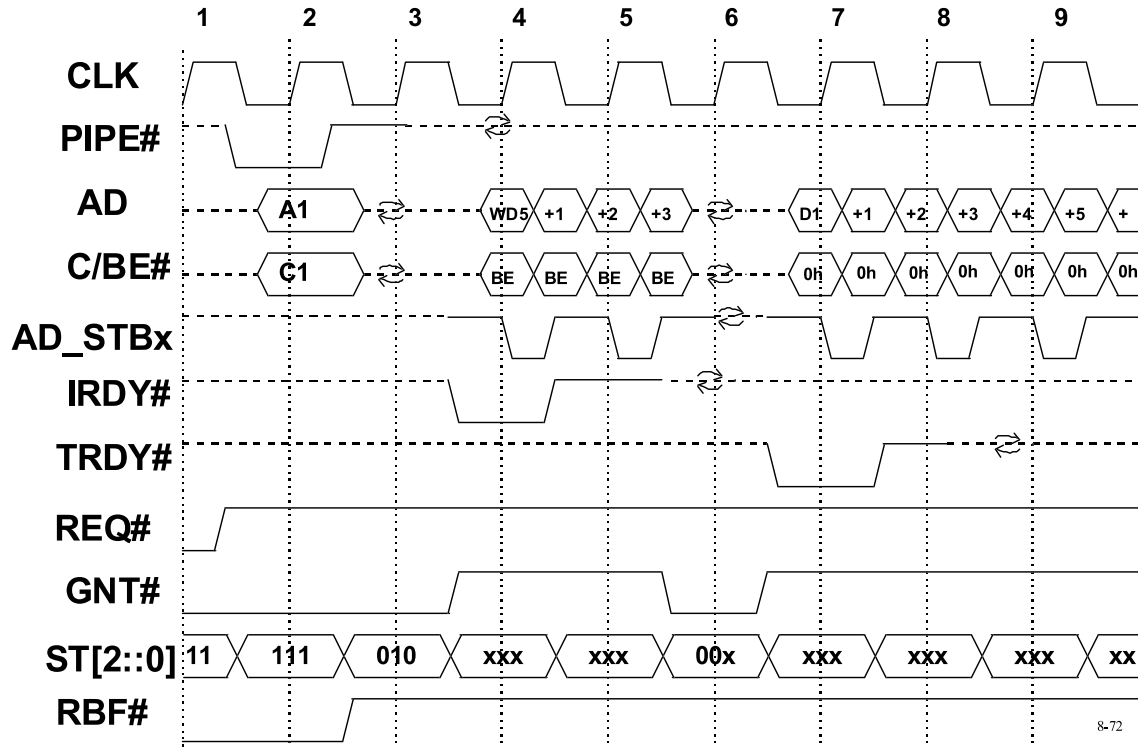 1 2 3 4 5 6 7 8 9
CLK
PIPE#
AD A1 WD5 +1 +2 +3 D1 +1 +2 +3 +4 +5 +
C/BE# C1 BE BE BE BE 0h 0h 0h 0h 0h 0h 0h
AD_STBx
IRDY#
TRDY#
REQ#
GNT#
ST[2::0] 11 111 010 xxx xxx 00x xxx xxx xxx xx
RBF#
8-72